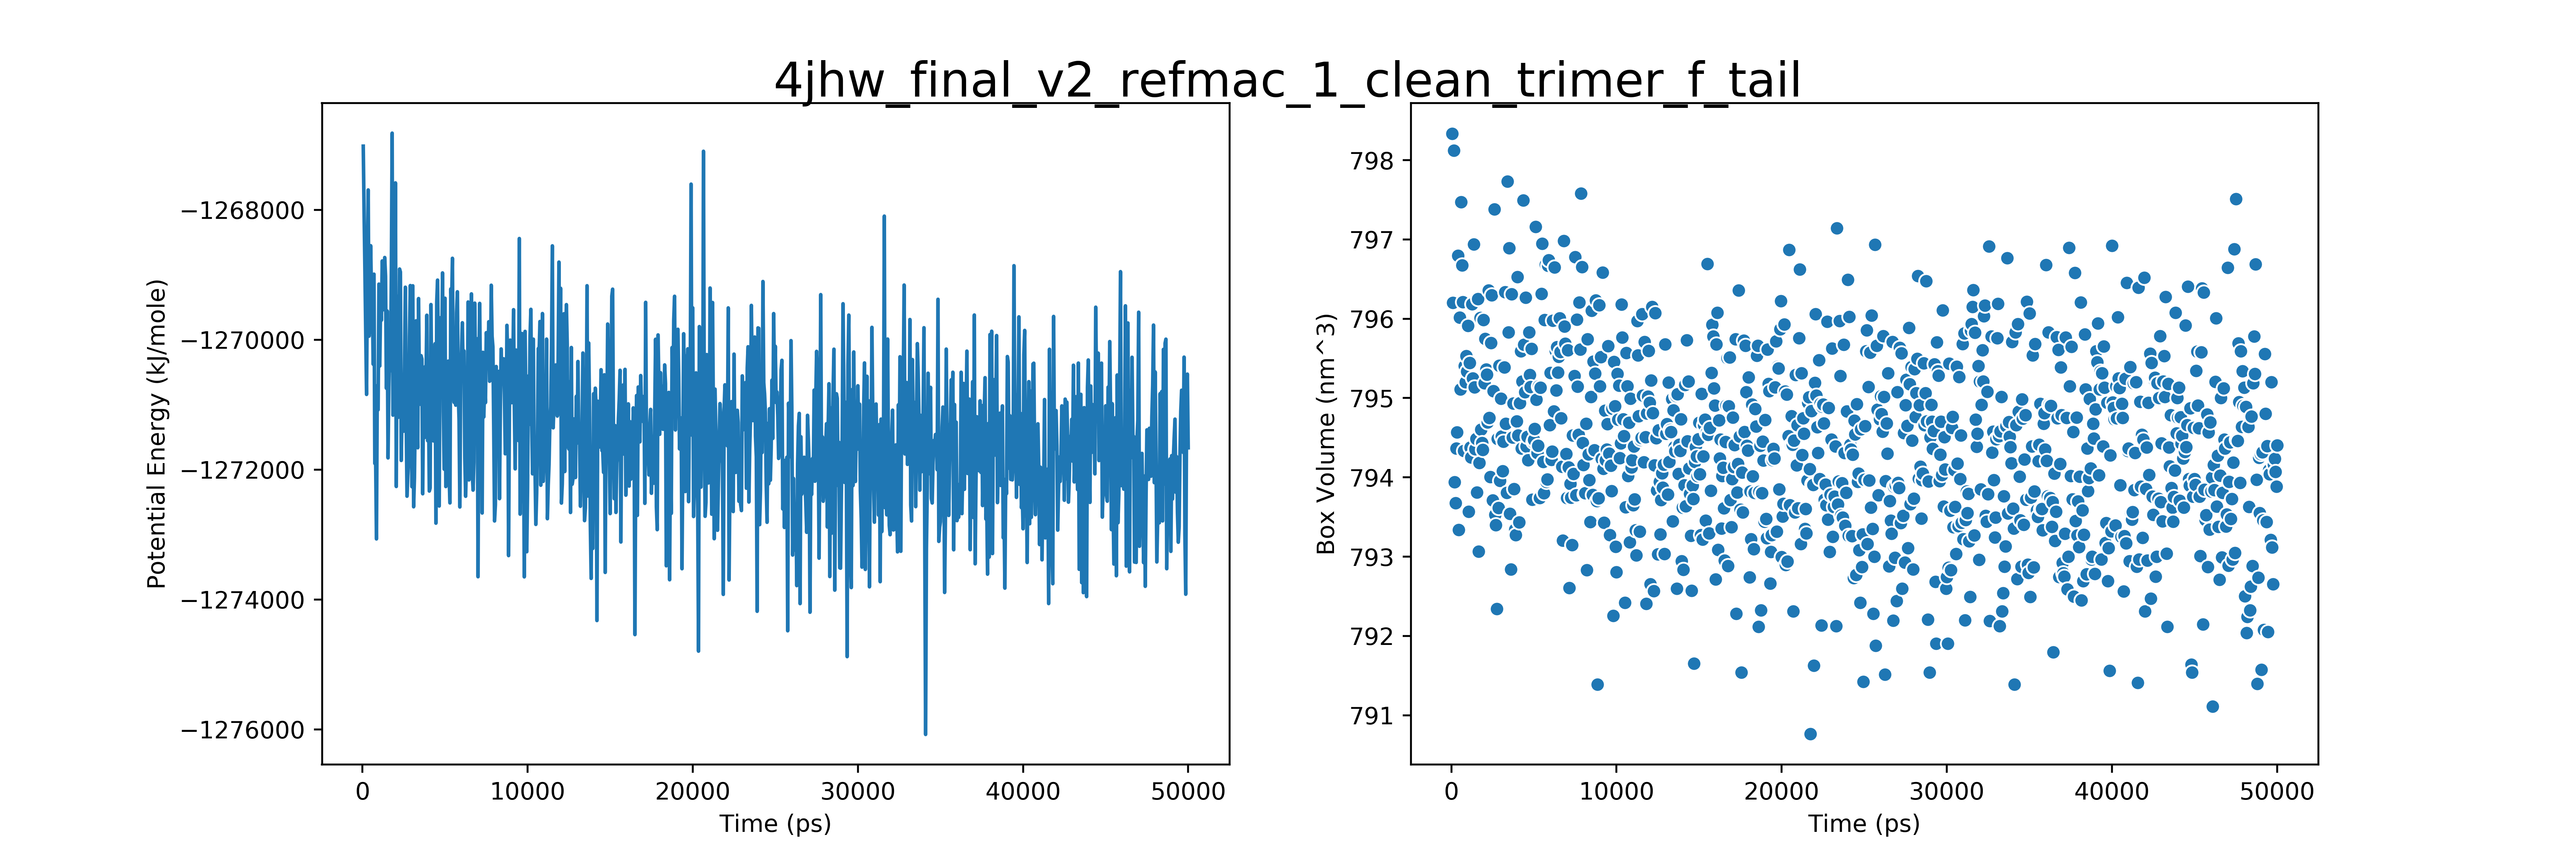 4jhw_final_v2_refmac_1_clean_trimer_f_tail
Potential Energy (kJ/mole)
−1268000
−1270000
−1272000
−1274000
−1276000
0 10000 20000 30000 40000 50000
Time (ps)
Box Volume (nm^3)
798
797
796
795
794
793
792
791
0 10000 20000 30000 40000 50000
Time (ps)